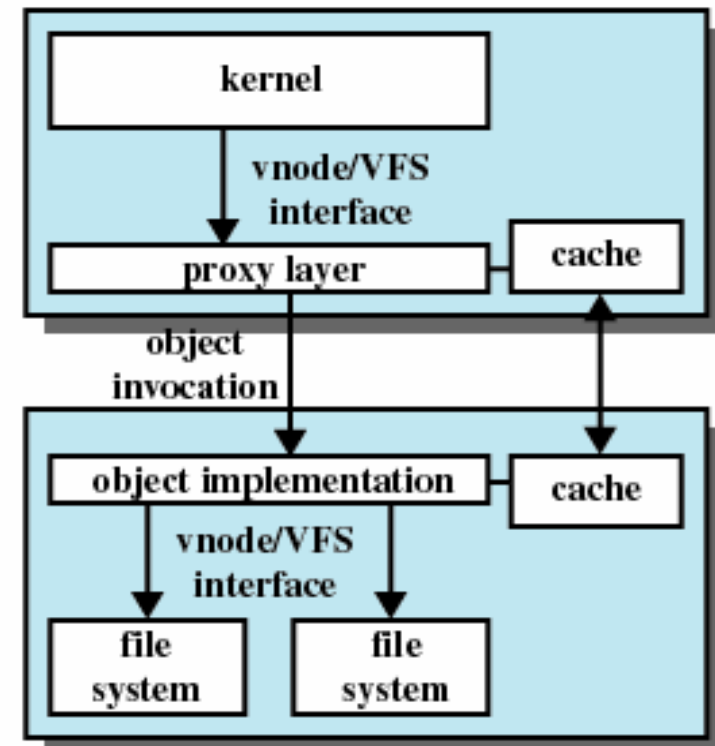 kernel
vnode/VFS
interface
cache
proxy layer
object
invocation
object implementation
cache
vnode/VFS
interface
file
system
file
system